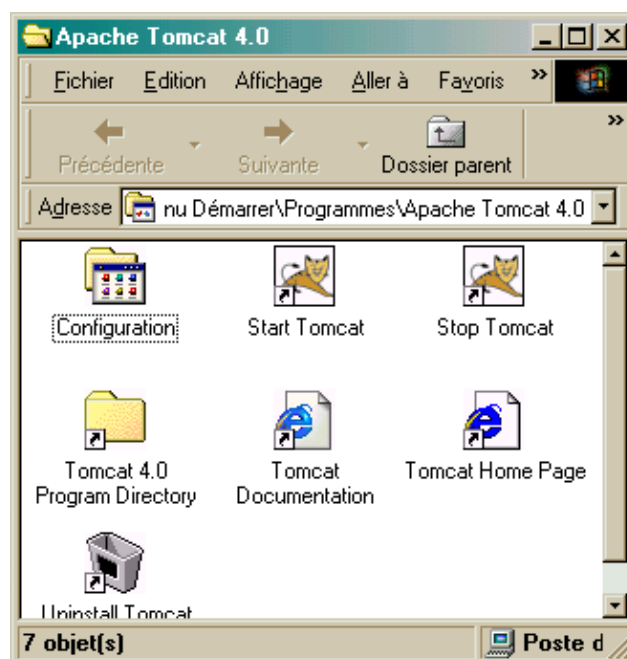 Apache Tomcat 4.0
Fichier Edition Affichage Aller à Favoris »
»
Précédente Suivante Dossier parent
Adresse nu Démarrer\Programmes\Apache Tomcat 4.0
Configuration Start Tomcat Stop Tomcat
Tomcat 4.0 Tomcat Tomcat Home Page
Program Directory Documentation
Uninstall Tomcat
7 objet(s) Poste d